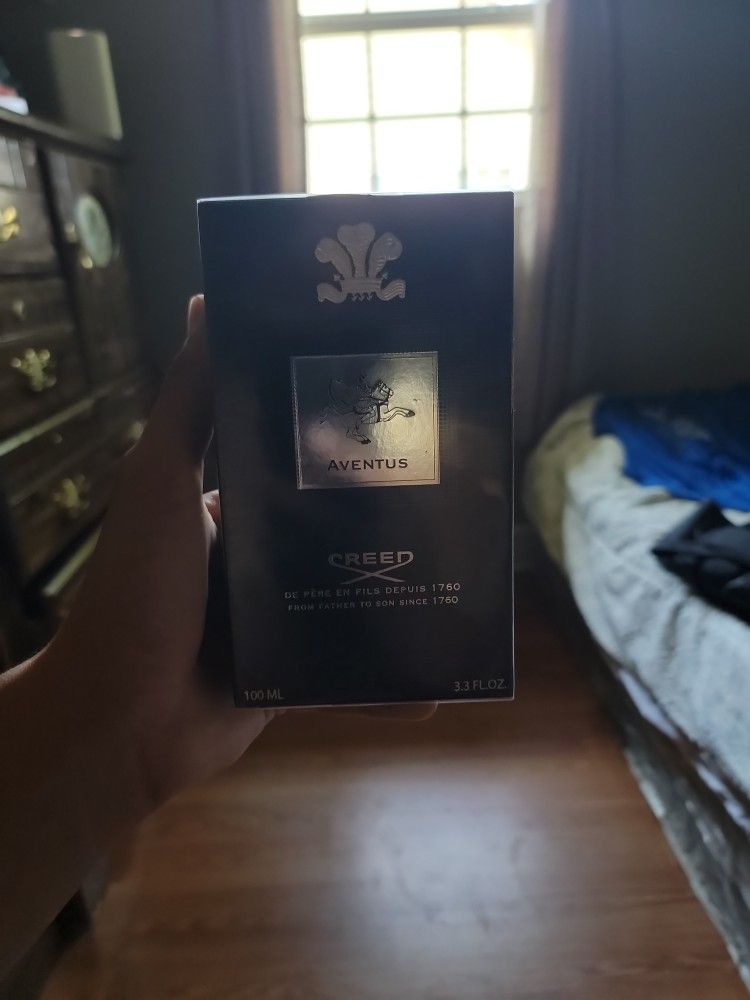 AVENTUS
CREED
DE PÈRE EN FILS DEPUIS 1760
FROM FATHER TO SON SINCE 1760
100 ML 3.3 FL.OZ.